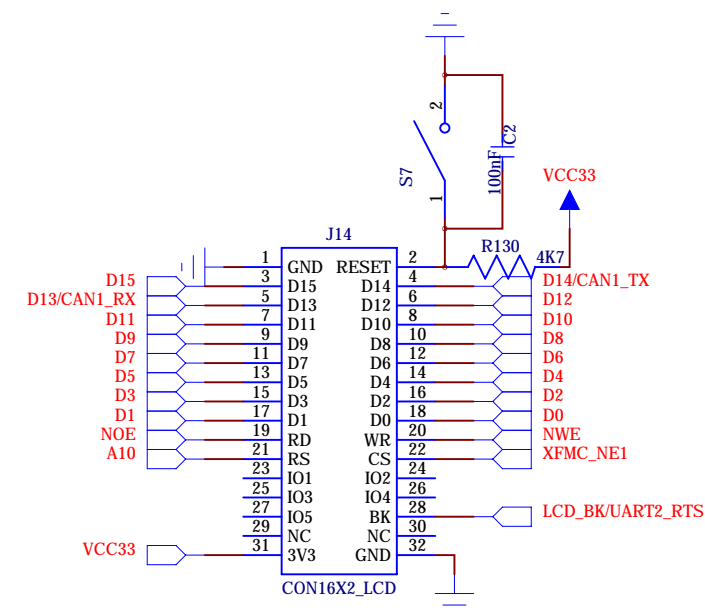 2
C2
100nF
S7
1
VCC33
J14
R130
4K7
1 GND RESET 2
D15 3 D15 D14 4 D14/CAN1_TX
D13/CAN1_RX 5 D13 D12 6 D12
D11 7 D11 D10 8 D10
D9 9 D9 D8 10 D8
D7 11 D7 D6 12 D6
D5 13 D5 D4 14 D4
D3 15 D3 D2 16 D2
D1 17 D1 D0 18 D0
NOE 19 RD WR 20 NWE
A10 21 RS CS 22 XFMC_NE1
23 IO1 IO2 24
25 IO3 IO4 26
27 IO5 BK 28 LCD_BK/UART2_RTS
29 NC NC 30
VCC33 31 3V3 GND 32
CON16X2_LCD